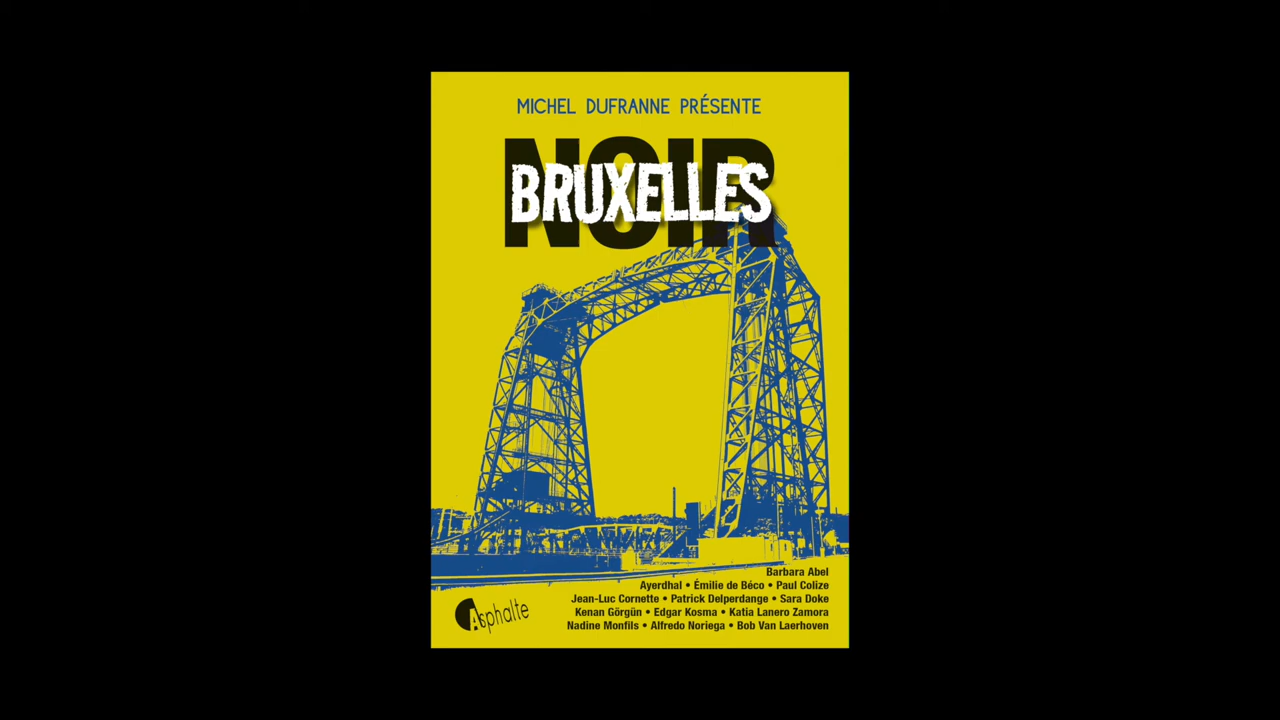 MICHEL DUFRANNE PRÉSENTE
NOIR
BRUXELLES
Barbara Abel
Ayerdhal • Émilie de Béco • Paul Colize
Jean-Luc Cornette • Patrick Delperdange • Sara Doke
Kenan Görgün • Edgar Kosma • Katia Lanero Zamora
Nadine Monfils • Alfredo Noriega • Bob Van Laerhoven
Asphalte